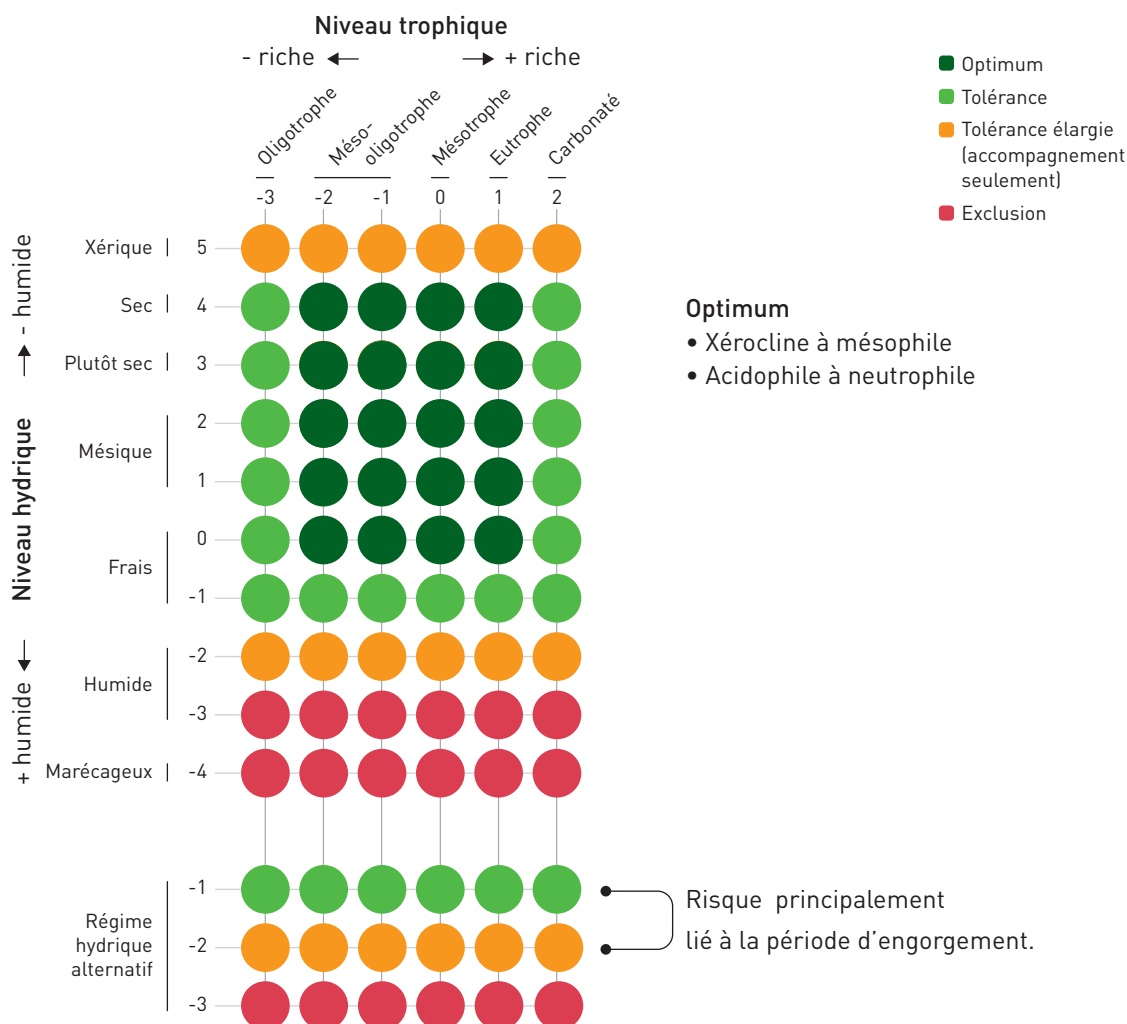 Niveau trophique
- riche ← → + riche
Oligotrophe
Méso-
oligotrophe
Mésotrophe
Eutrophe
Carbonaté
-3 -2 -1 0 1 2
Optimum
Tolérance
Tolérance élargie
(accompagnement
seulement)
Exclusion
Niveau hydrique
→ - humide
+ humide ←
Xérique 5
Sec 4
Plutôt sec 3
Mésique
2
1
Frais
0
-1
Humide
-2
-3
Marécageux -4
Régime
hydrique
alternatif
-1
-2
-3
Optimum
• Xérocline à mésophile
• Acidophile à neutrophile
Risque principalement
lié à la période d'engorgement.